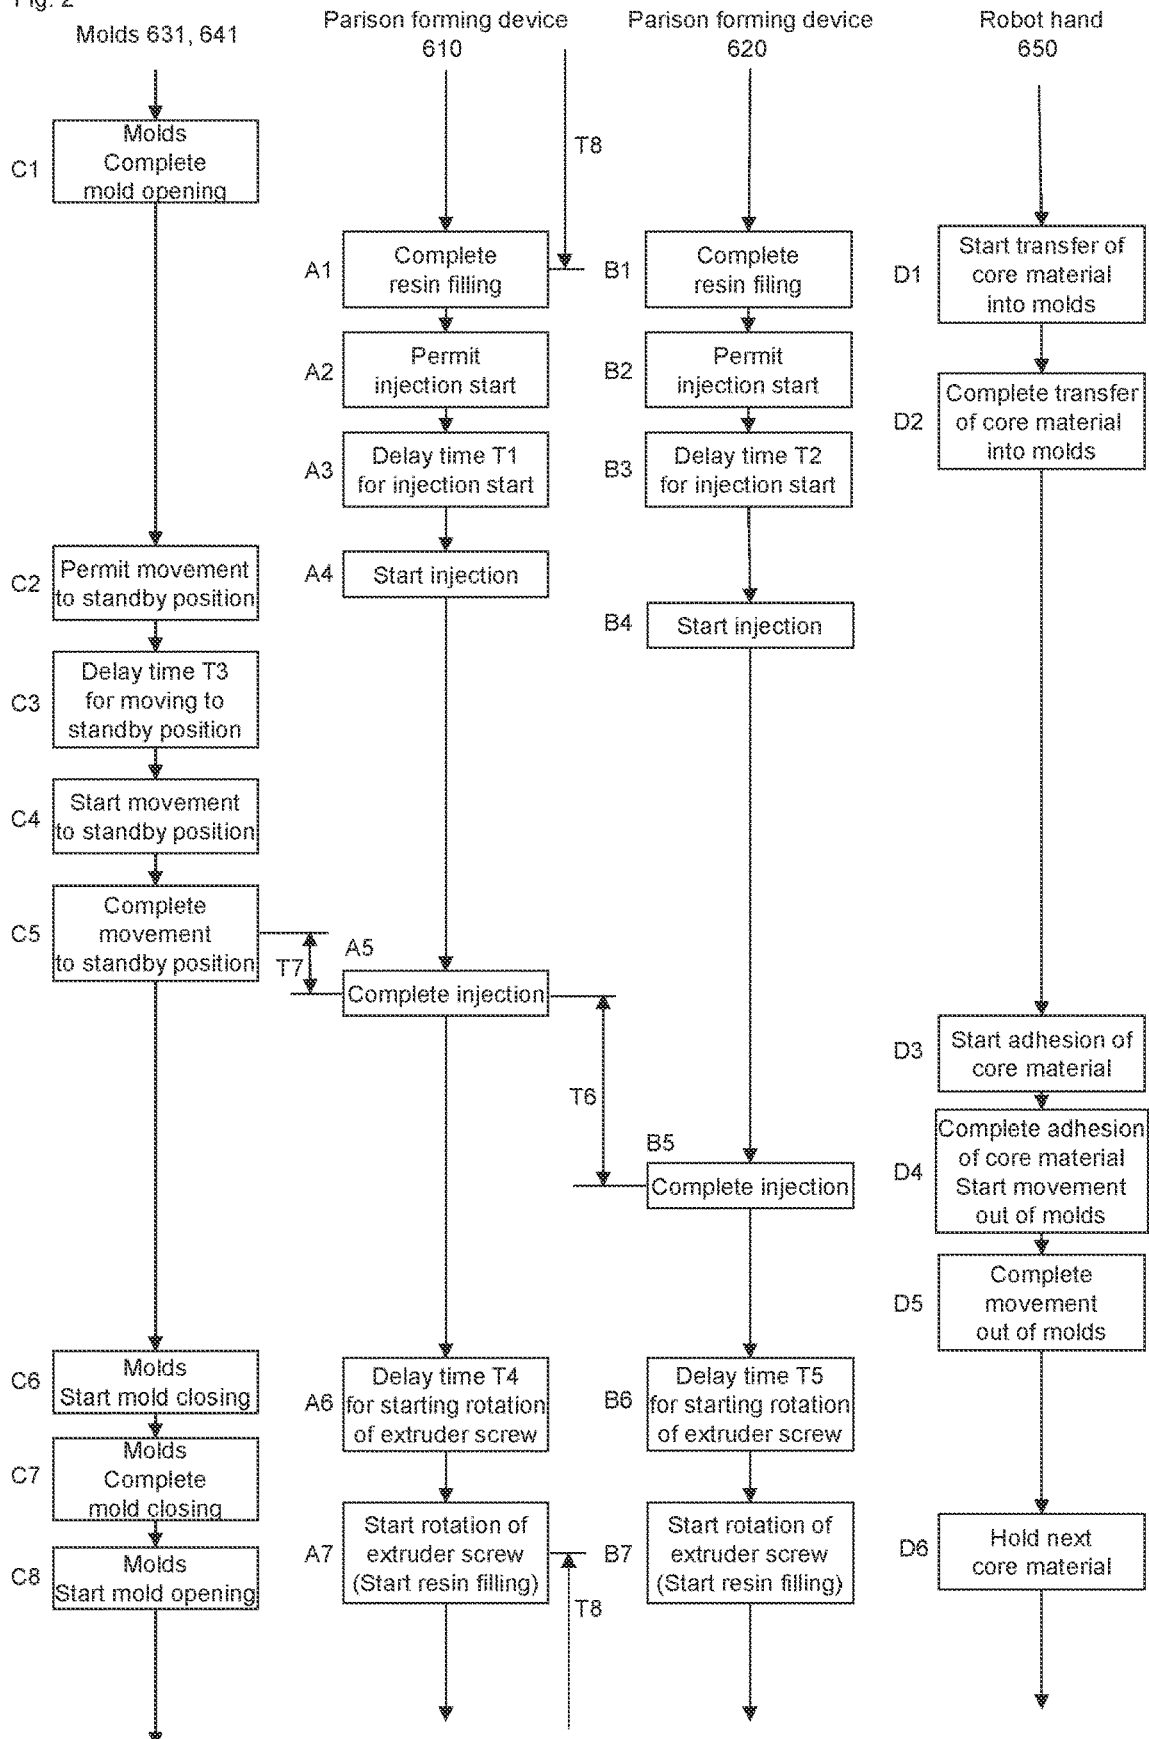 Fig. 2
Molds 631, 641
C1
Molds
Complete
mold opening
C2
Permit movement
to standby position
C3
Delay time T3
for moving to
standby position
C4
Start movement
to standby position
C5
Complete
movement
to standby position
T7
C6
Molds
Start mold closing
C7
Molds
Complete
mold closing
C8
Molds
Start mold opening
Parison forming device
610
T8
A1
Complete
resin filling
A2
Permit
injection start
A3
Delay time T1
for injection start
A4
Start injection
A5
Complete injection
T6
A6
Delay time T4
for starting rotation
of extruder screw
A7
Start rotation of
extruder screw
(Start resin filling)
T8
Parison forming device
620
B1
Complete
resin filing
B2
Permit
injection start
B3
Delay time T2
for injection start
B4
Start injection
B5
Complete injection
B6
Delay time T5
for starting rotation
of extruder screw
B7
Start rotation of
extruder screw
(Start resin filling)
Robot hand
650
D1
Start transfer of
core material
into molds
D2
Complete transfer
of core material
into molds
D3
Start adhesion of
core material
D4
Complete adhesion
of core material
Start movement
out of molds
D5
Complete
movement
out of molds
D6
Hold next
core material